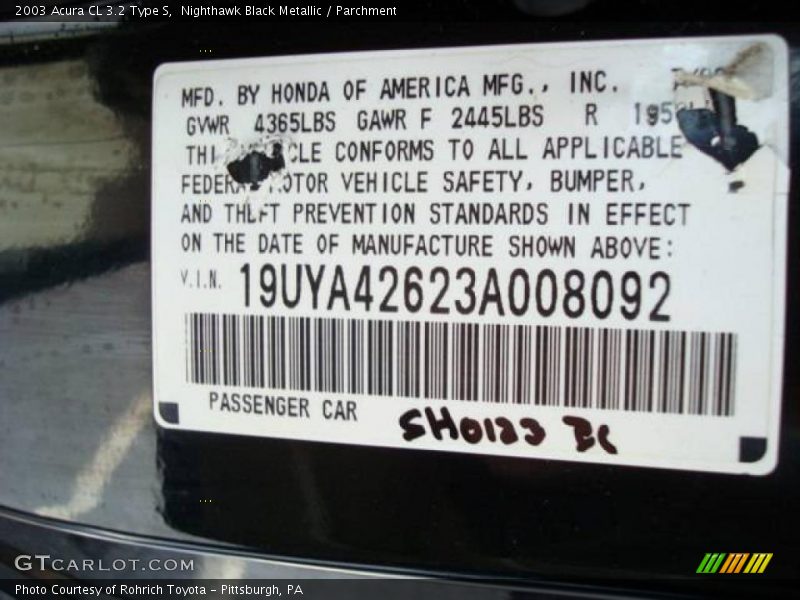 2003 Acura CL 3.2 Type S, Nighthawk Black Metallic / Parchment
MFD. BY HONDA OF AMERICA MFG., INC.
GVWR 4365LBS GAWR F 2445LBS R
CLE CONFORMS TO ALL APPLICABLE
VEHICLE SAFETY, BUMPER,
AND THEFT PREVENTION STANDARDS IN EFFECT
ON THE DATE OF MANUFACTURE SHOWN ABOVE:
V.I.N. 19UYA42623A008092
PASSENGER CAR SH0123 BC
GTCARLOT.COM
Photo Courtesy of Rohrich Toyota - Pittsburgh, PA